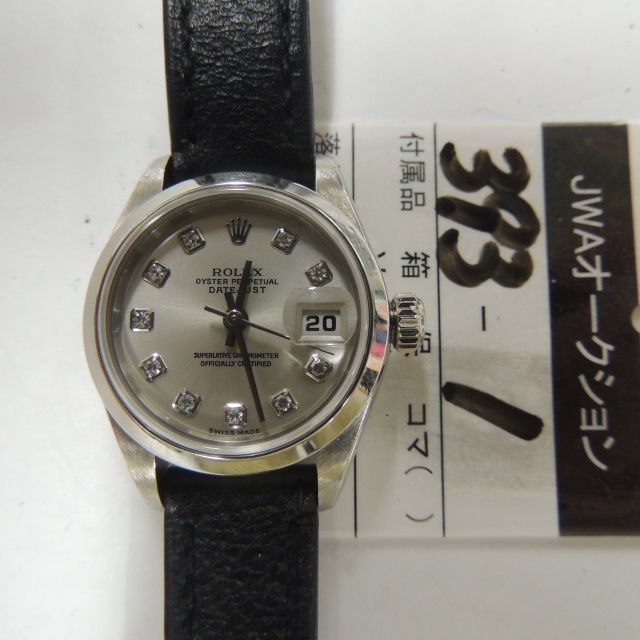 ROLEX
OYSTER PERPETUAL
DATEJUST
20
SUPERLATIVE CHRONOMETER
OFFICIALLY CERTIFIED
SWISS MADE
JWAオークション
393-1
付属品 箱 コマ( )
落